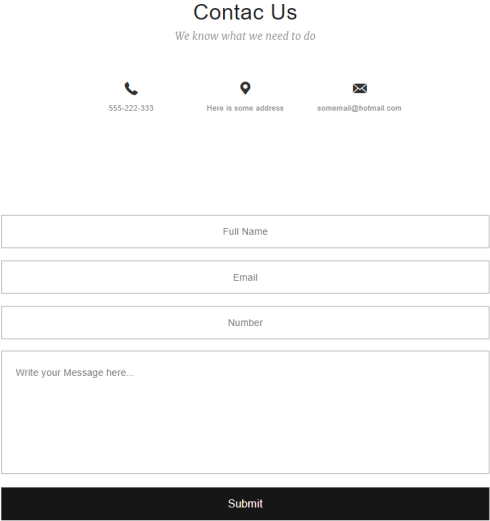 Contac Us
We know what we need to do
555-222-333
Here is some address
somemail@hotmail.com
Full Name
Email
Number
Write your Message here...
Submit